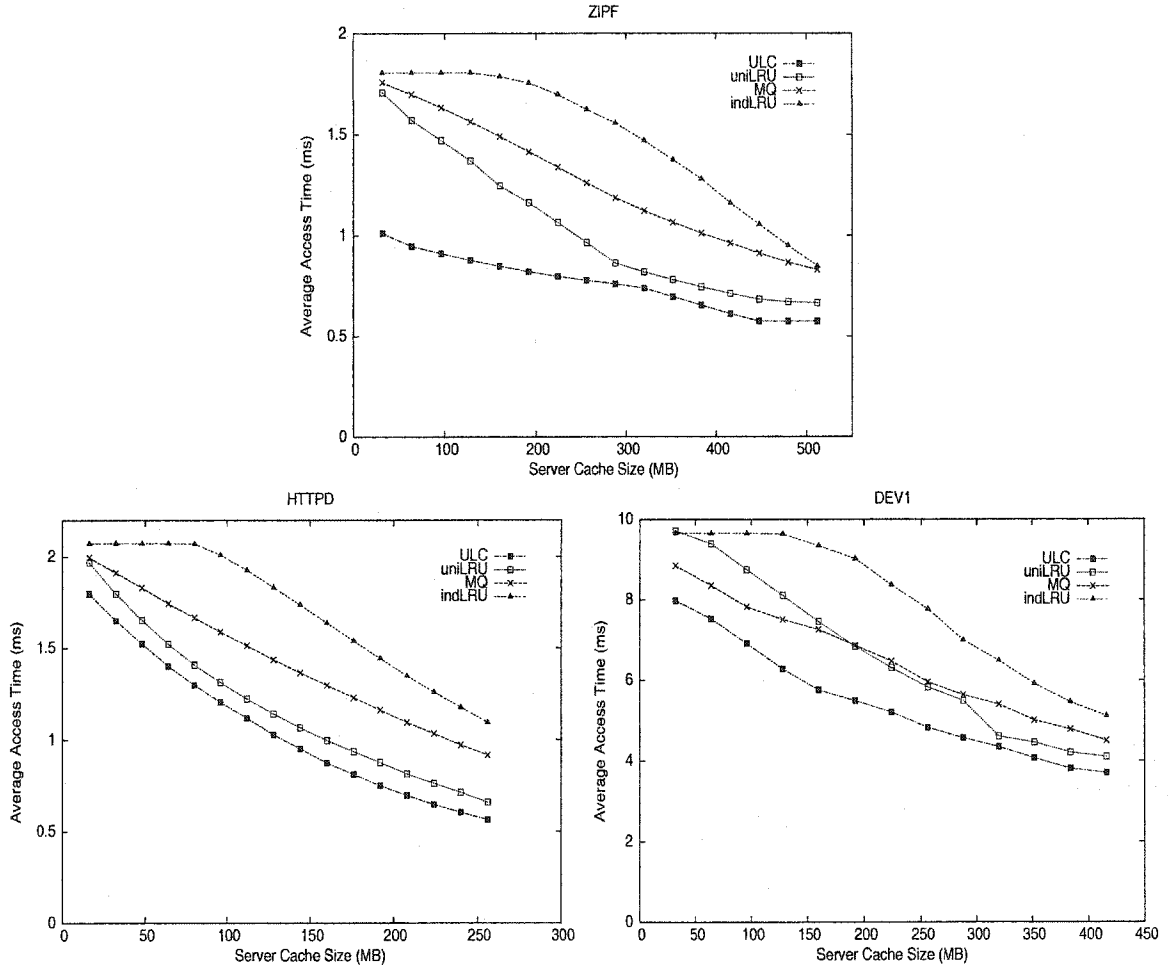 ZIPF
2
1.5
1
0.5
0
Average Access Time (ms)
ULC
uniLRU
MQ
indLRU
0 100 200 300 400 500
Server Cache Size (MB)
HTTPD
2
1.5
1
0.5
0
Average Access Time (ms)
ULC
uniLRU
MQ
indLRU
0 50 100 150 200 250 300
Server Cache Size (MB)
DEV1
10
8
6
4
2
0
Average Access Time (ms)
ULC
uniLRU
MQ
indLRU
0 50 100 150 200 250 300 350 400 450
Server Cache Size (MB)